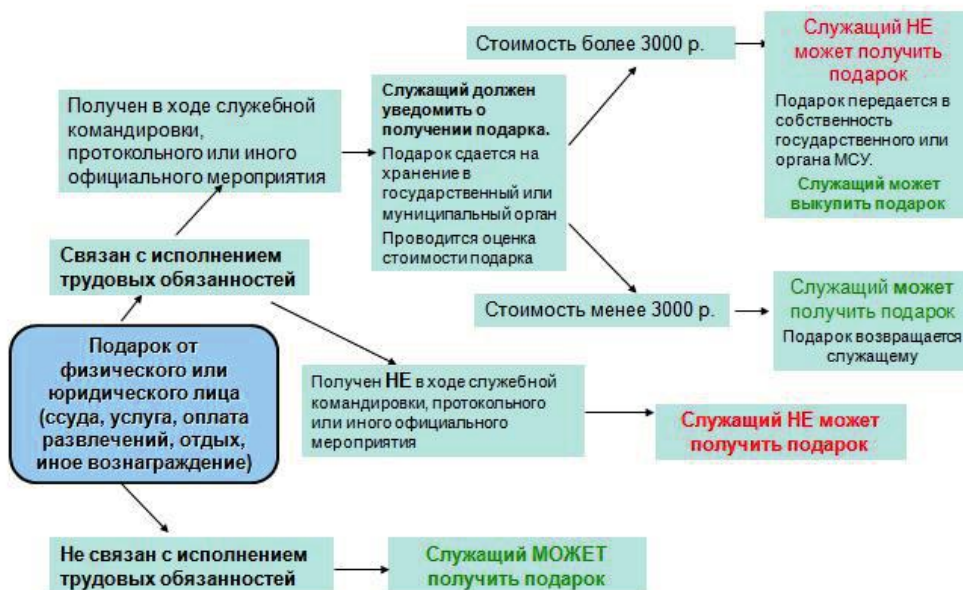 Стоимость более 3000 р.
Служащий НЕ
может получить
подарок
Подарок передается в
собственность
государственного или
органа МСУ.
Служащий может
выкупить подарок
Получен в ходе служебной
командировки,
протокольного или иного
официального мероприятия
Служащий должен
уведомить о
получении подарка.
Подарок сдается на
хранение в
государственный или
муниципальный орган
Проводится оценка
стоимости подарка
Связан с исполнением
трудовых обязанностей
Стоимость менее 3000 р.
Служащий может
получить подарок
Подарок возвращается
служащему
Подарок от
физического или
юридического лица
(ссуда, услуга, оплата
развлечений, отдых,
иное вознаграждение)
Получен НЕ в ходе служебной
командировки, протокольного
или иного официального
мероприятия
Служащий НЕ может
получить подарок
Не связан с исполнением
трудовых обязанностей
Служащий МОЖЕТ
получить подарок